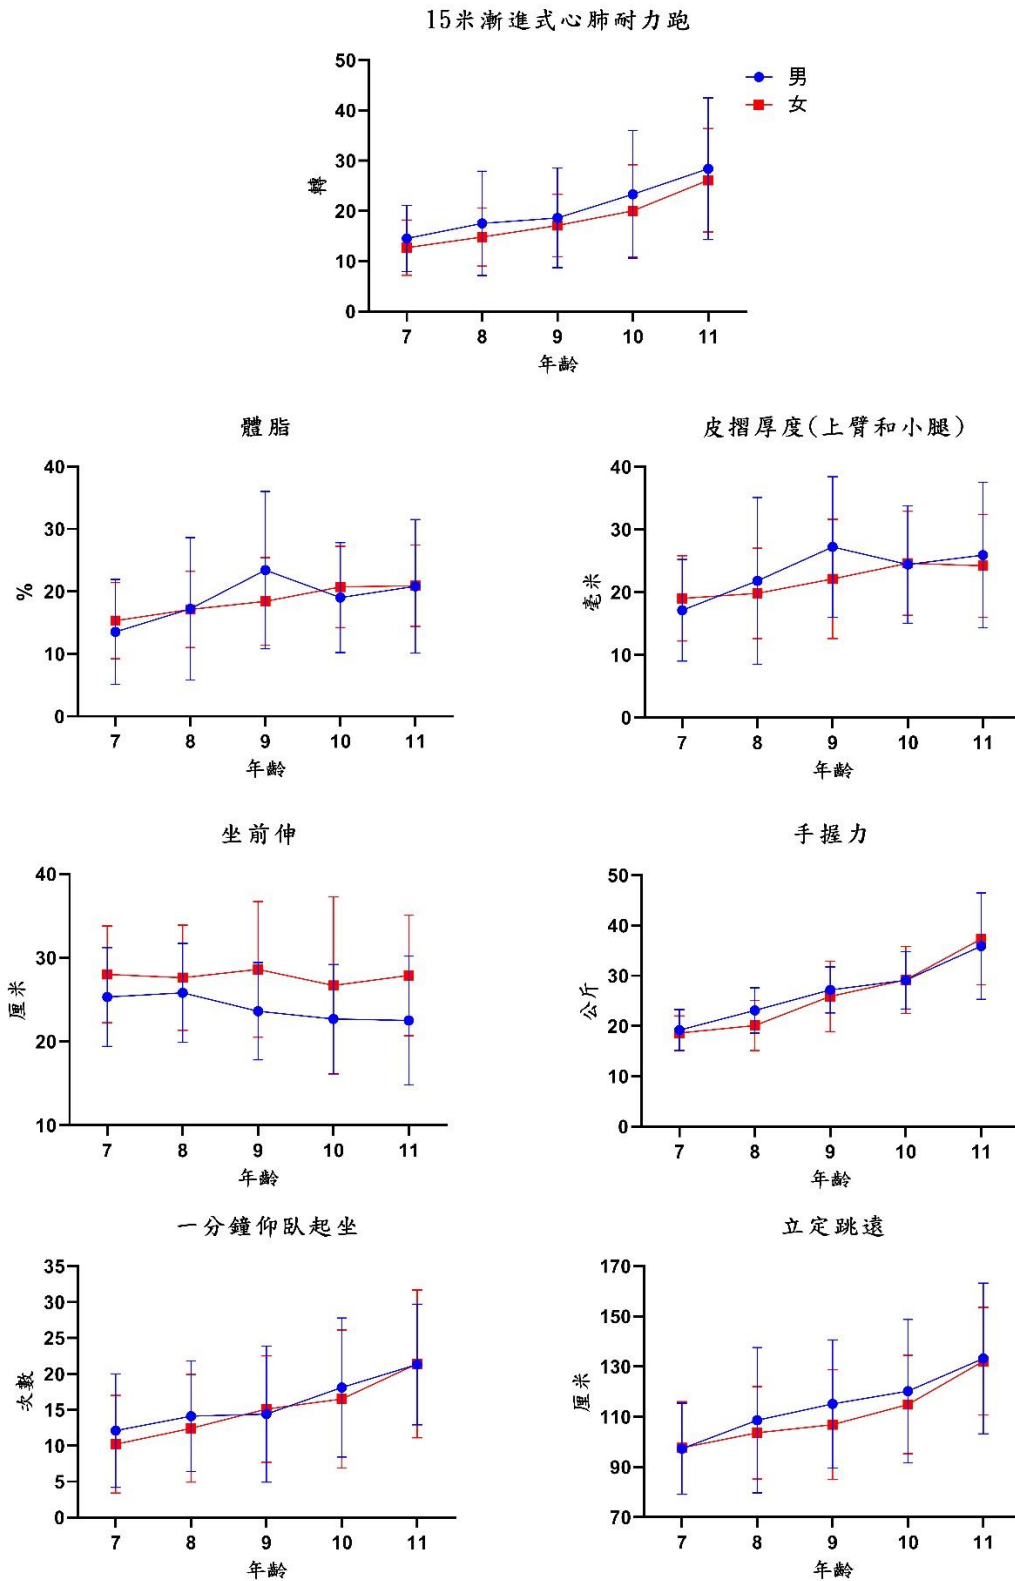 15米漸進式心肺耐力跑
50
40
30
20
10
0
轉
男
女
7 8 9 10 11
年齡
體脂
40
30
20
10
0
%
7 8 9 10 11
年齡
皮摺厚度(上臂和小腿)
40
30
20
10
0
毫米
7 8 9 10 11
年齡
坐前伸
40
30
20
10
厘米
7 8 9 10 11
年齡
手握力
50
40
30
20
10
0
公斤
7 8 9 10 11
年齡
一分鐘仰臥起坐
35
30
25
20
15
10
5
0
次數
7 8 9 10 11
年齡
立定跳遠
170
150
130
110
90
70
厘米
7 8 9 10 11
年齡